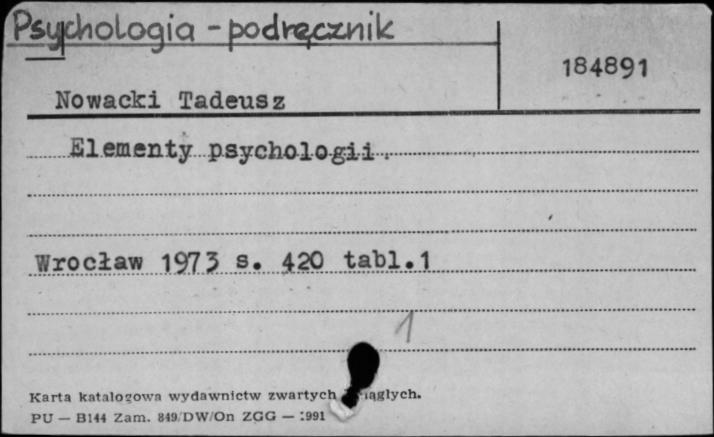 Psychologia - podręcznik
184891
Nowacki Tadeusz
Elementy psychologii.
Wrocław 1973 s. 420 tabl.1
1
Karta katalogowa wydawnictw zwartych
PU — B144 Zam. 849/DW/On ZGG — 1991